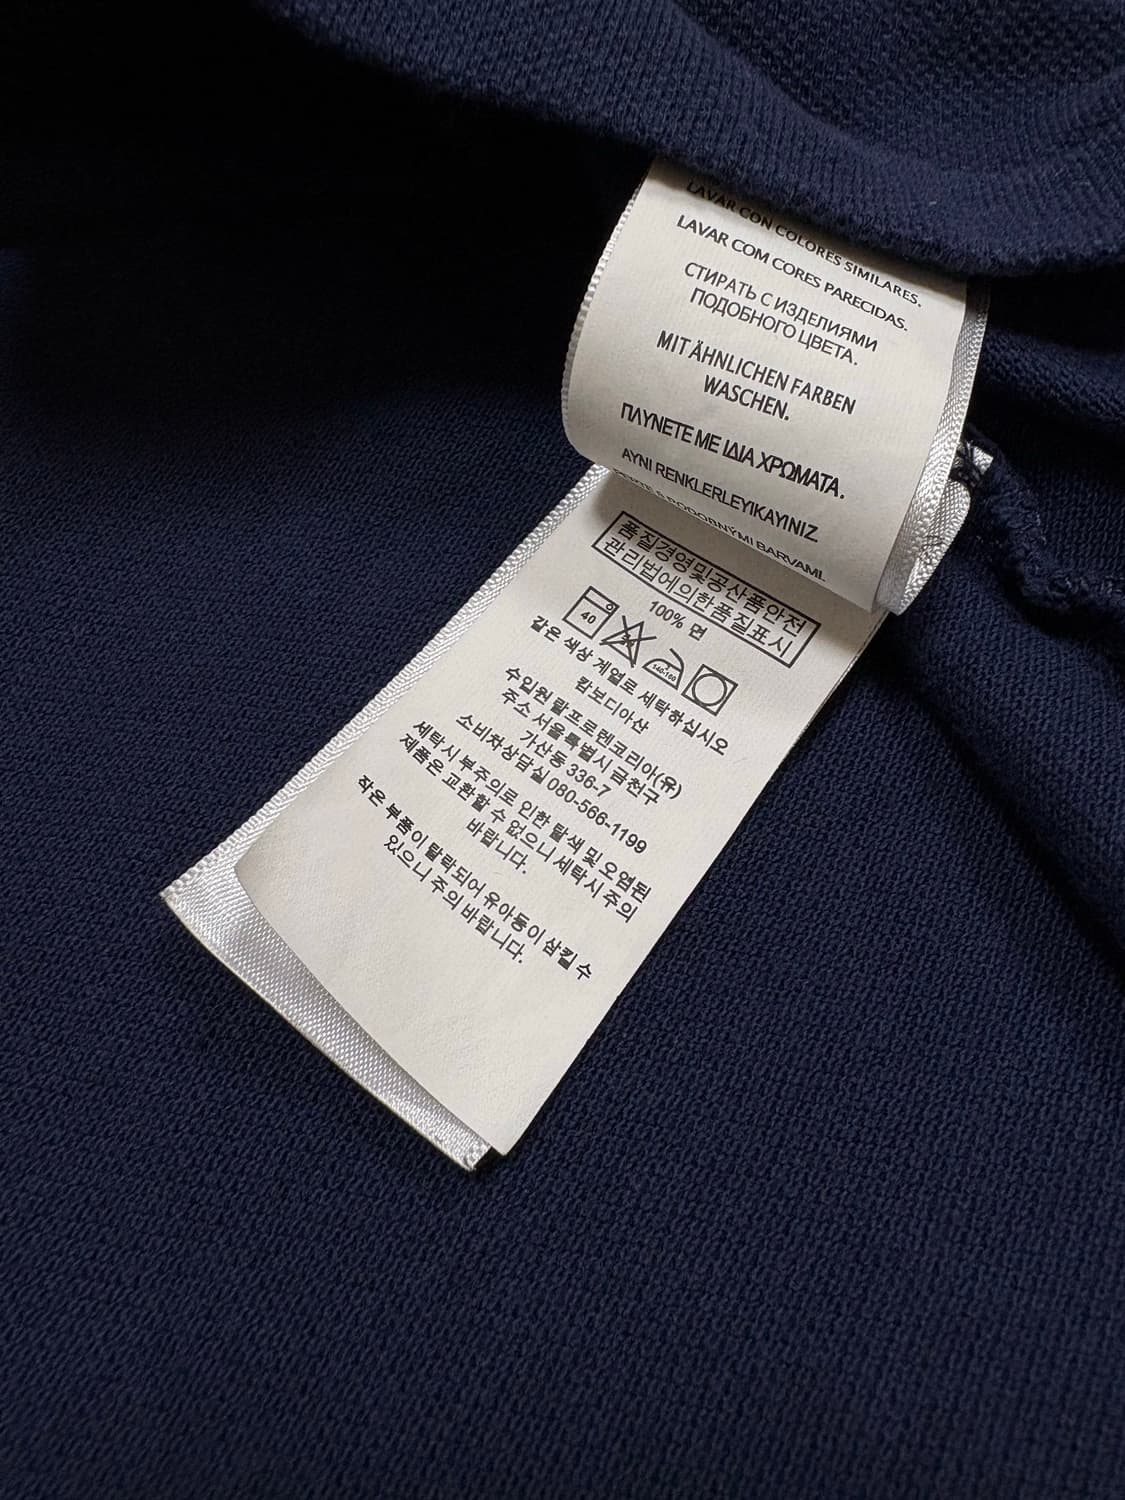 LAVAR CON COLORES SIMILARES.
LAVAR COM CORES PARECIDAS.
СТИРАТЬ С ИЗДЕЛИЯМИ
ПОДОБНОГО ЦВЕТА.
MIT ÄHNLICHEN FARBEN
WASCHEN.
ΠΛΥΝΕΤΕ ΜΕ ΙΔΙΑ ΧΡΩΜΑΤΑ.
AYNI RENKLERLEYIKAYINIZ
PODOBNÝMI BARVAMI.
품질경영및공산품안전
관리법에의한품질표시
100% 면
40
140-160
같은 색상 계열로 세탁하십시오
캄보디아산
수입원 랄프로렌코리아(유)
주소 서울특별시 금천구
가산동 336-7
소비자상담실 080-566-1199
세탁시 부주의로 인한 탈색 및 오염된
제품은 교환할 수 없으니 세탁시 주의
바랍니다.
작은 부품이 탈락되어 유아동이 삼킬 수
있으니 주의 바랍니다.